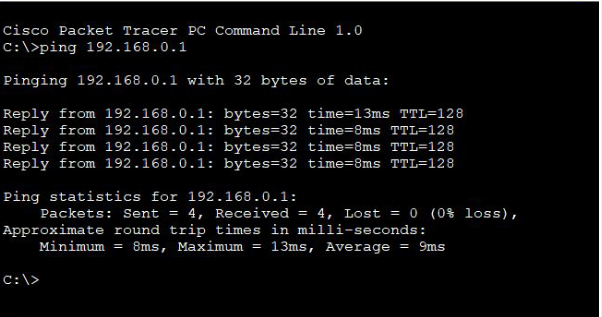 Cisco Packet Tracer PC Command Line 1.0
C:\>ping 192.168.0.1
Pinging 192.168.0.1 with 32 bytes of data:
Reply from 192.168.0.1: bytes=32 time=13ms TTL=128
Reply from 192.168.0.1: bytes=32 time=8ms TTL=128
Reply from 192.168.0.1: bytes=32 time=8ms TTL=128
Reply from 192.168.0.1: bytes=32 time=8ms TTL=128
Ping statistics for 192.168.0.1:
    Packets: Sent = 4, Received = 4, Lost = 0 (0% loss),
Approximate round trip times in milli-seconds:
    Minimum = 8ms, Maximum = 13ms, Average = 9ms
C:\>